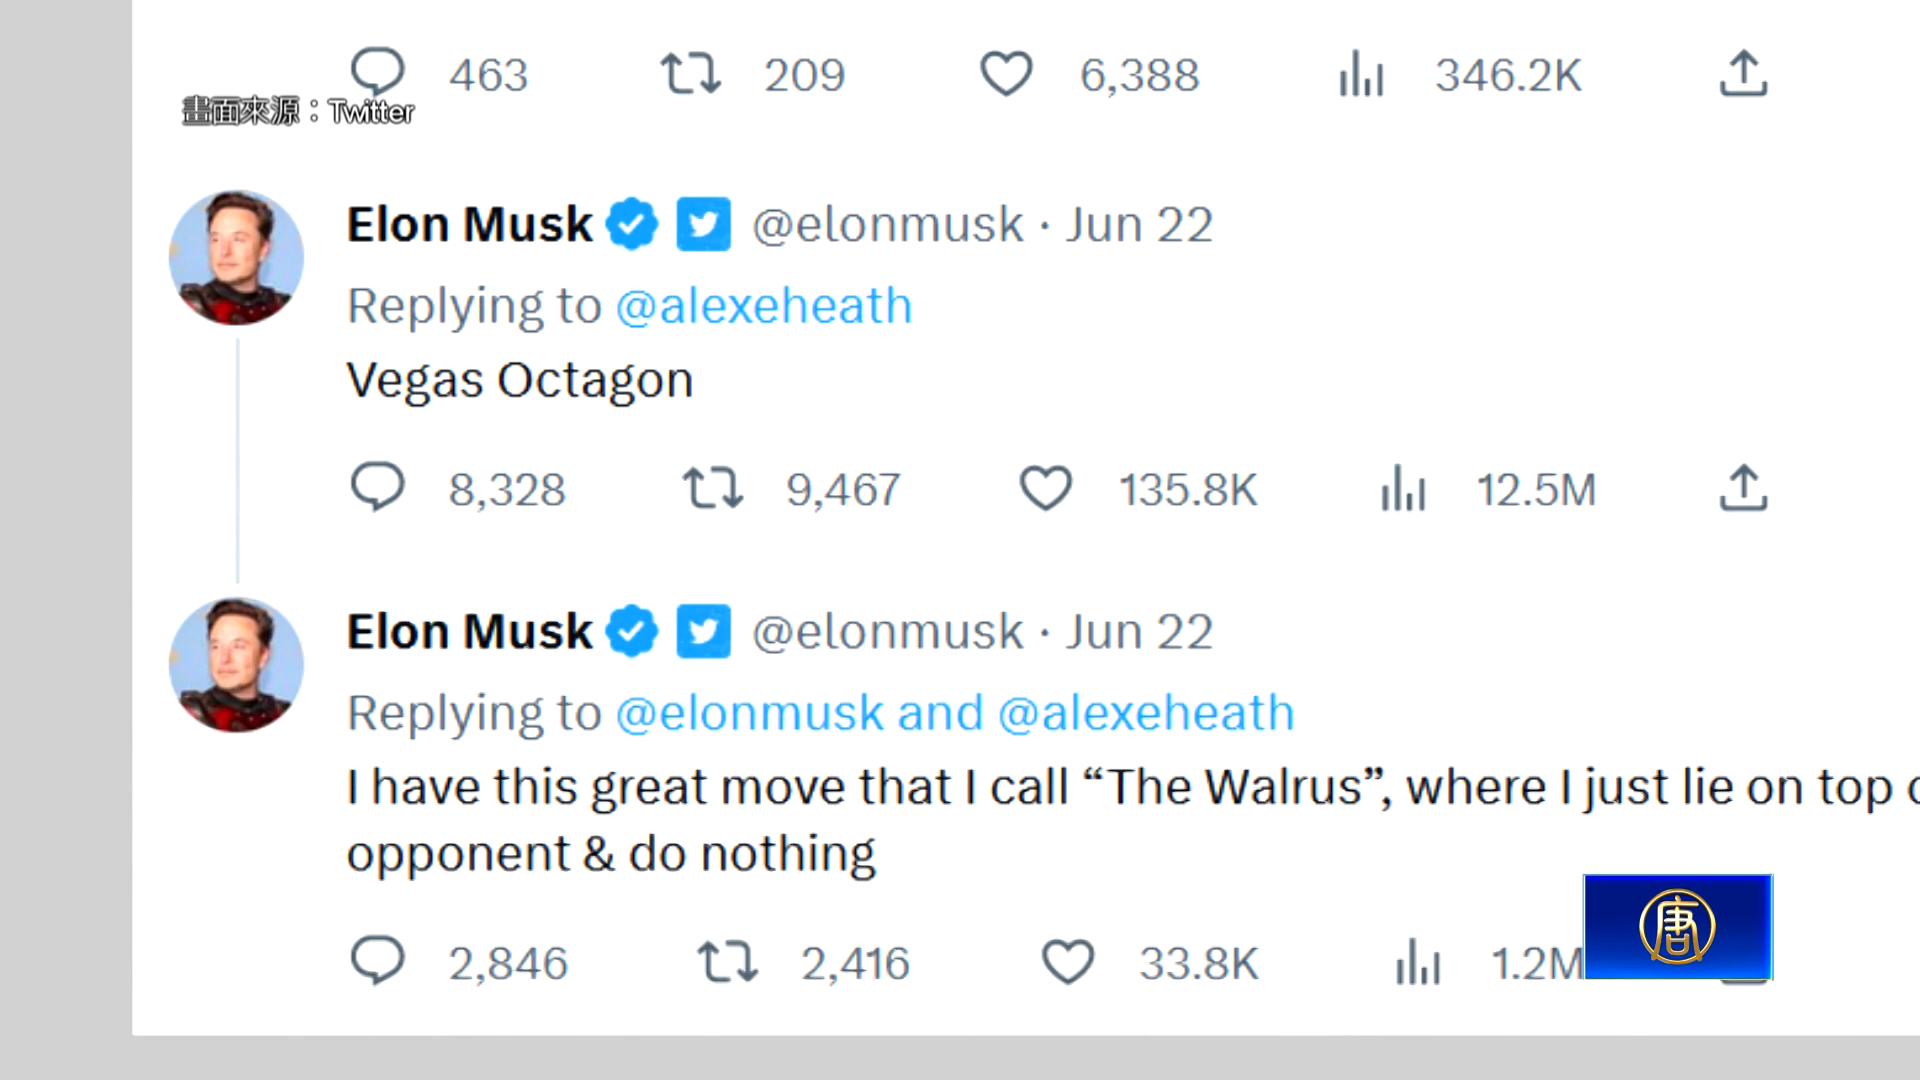 463 209 6,388 346.2K
畫面來源：Twitter
Elon Musk @elonmusk · Jun 22
Replying to @alexeheath
Vegas Octagon
8,328 9,467 135.8K 12.5M
Elon Musk @elonmusk · Jun 22
Replying to @elonmusk and @alexeheath
I have this great move that I call “The Walrus”, where I just lie on top
opponent & do nothing
2,846 2,416 33.8K 1.2M
唐